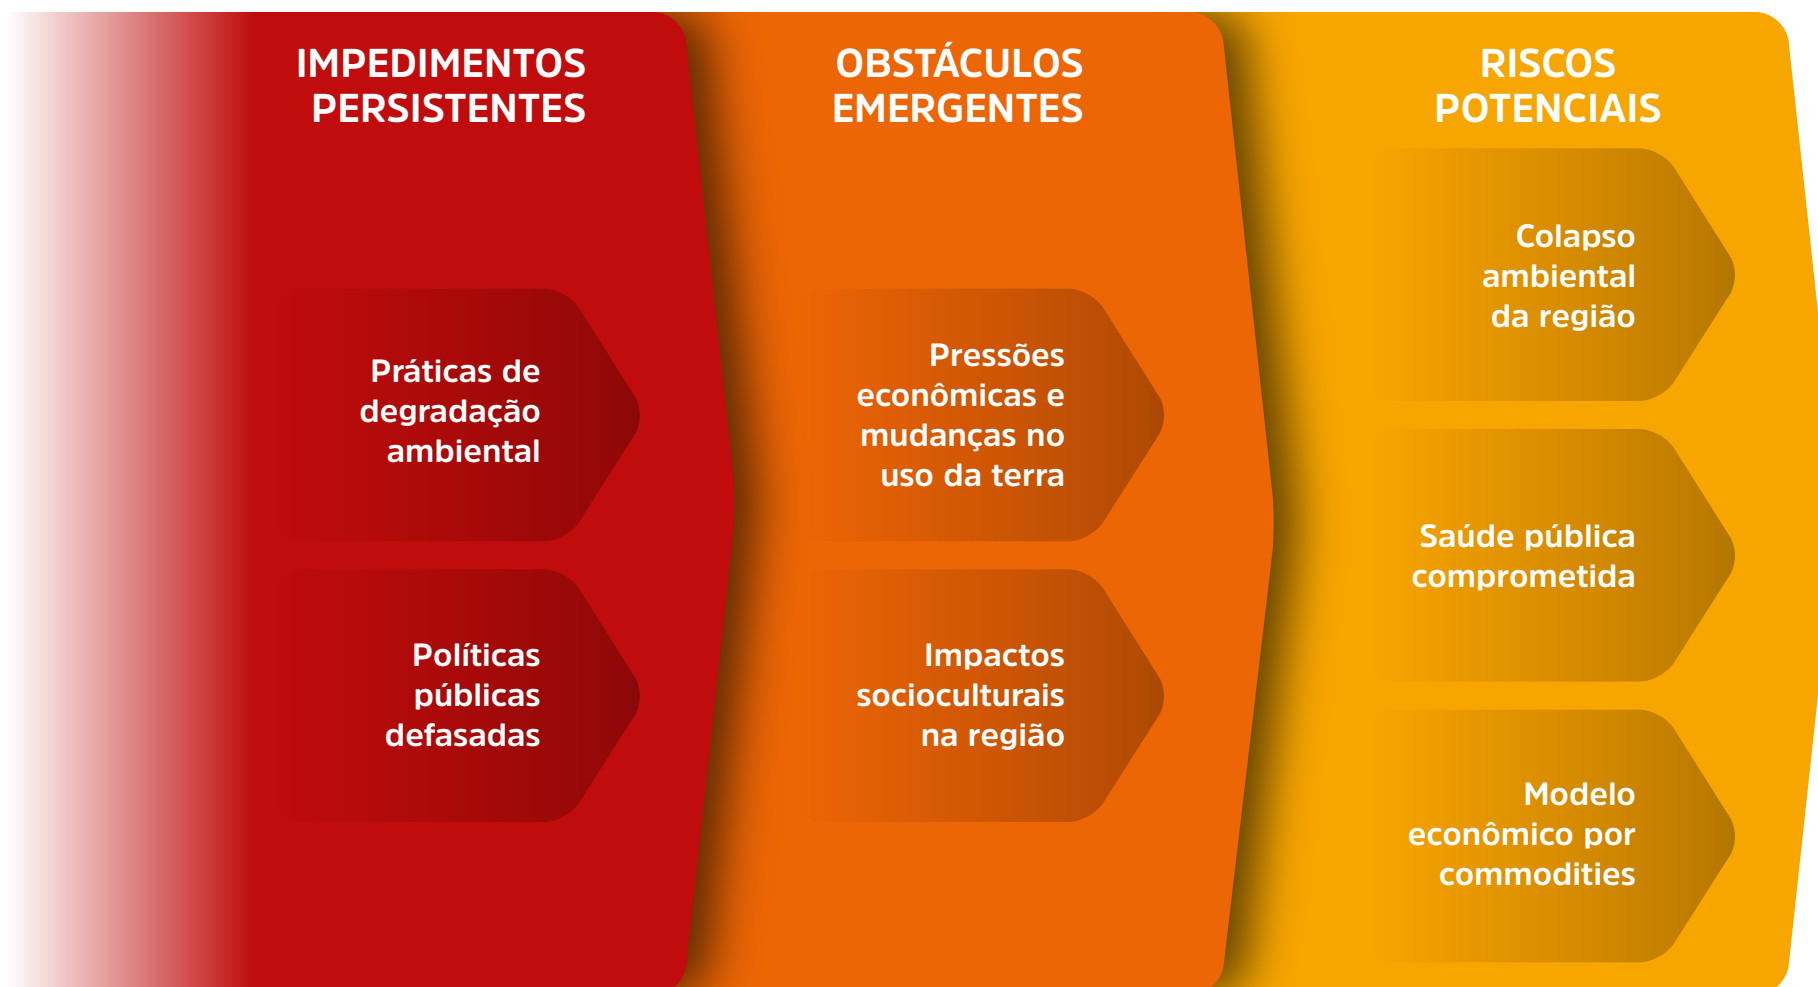 IMPEDIMENTOS
PERSISTENTES
Práticas de
degradação
ambiental
Políticas
públicas
defasadas
OBSTÁCULOS
EMERGENTES
Pressões
econômicas e
mudanças no
uso da terra
Impactos
socioculturais
na região
RISCOS
POTENCIAIS
Colapso
ambiental
da região
Saúde pública
comprometida
Modelo
econômico por
commodities